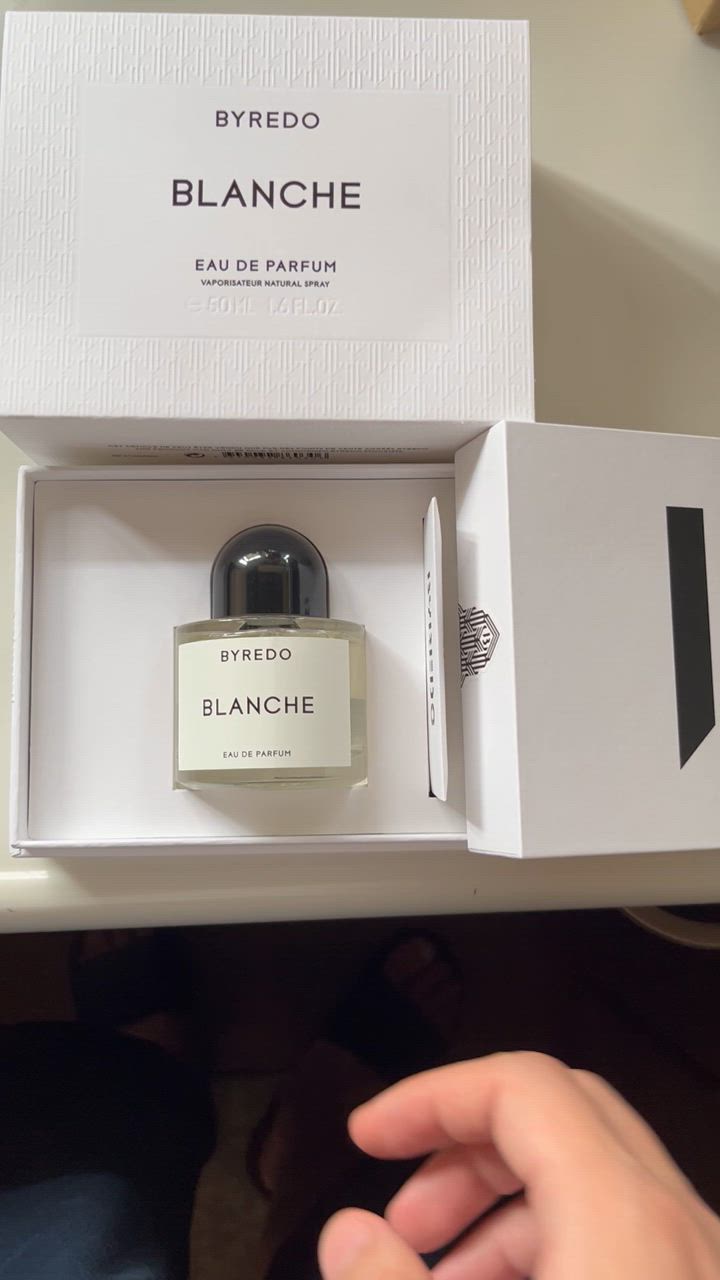 BYREDO
BLANCHE
EAU DE PARFUM
VAPORISATEUR NATURAL SPRAY
50 ML 1.6 FL.OZ.
BYREDO
BLANCHE
EAU DE PARFUM